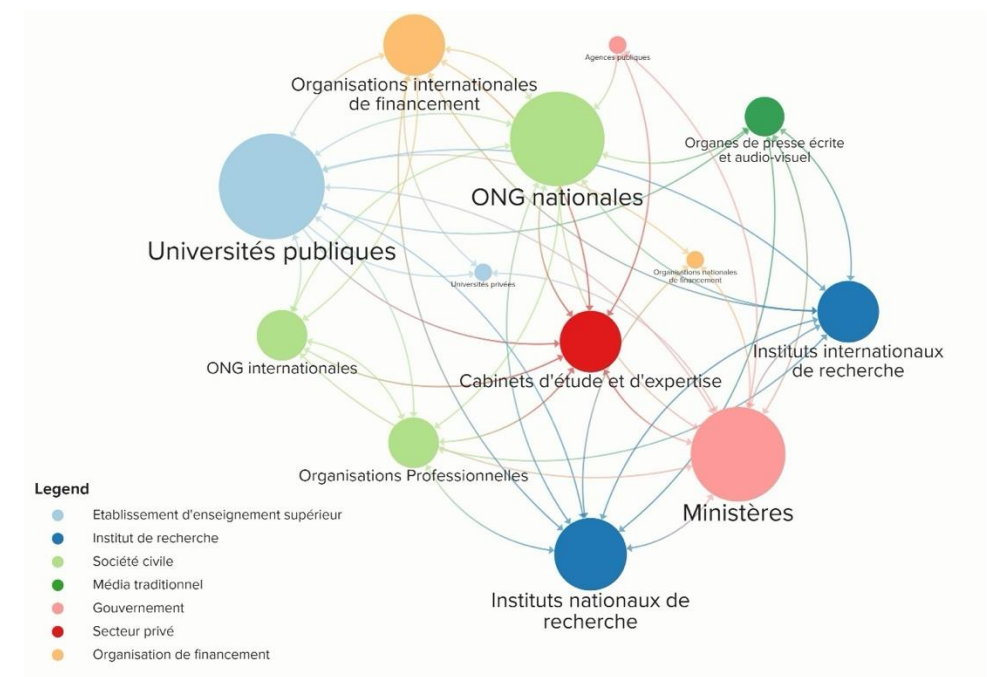 Organisations internationales
de financement
Agences publiques
Organes de presse écrite
et audio-visuel
ONG nationales
Universités publiques
Organisations nationales
de financement
Universités privées
Instituts internationaux
de recherche
ONG internationales
Cabinets d'étude et d'expertise
Organisations Professionnelles
Ministères
Instituts nationaux de
recherche
Legend
Etablissement d'enseignement supérieur
Institut de recherche
Société civile
Média traditionnel
Gouvernement
Secteur privé
Organisation de financement